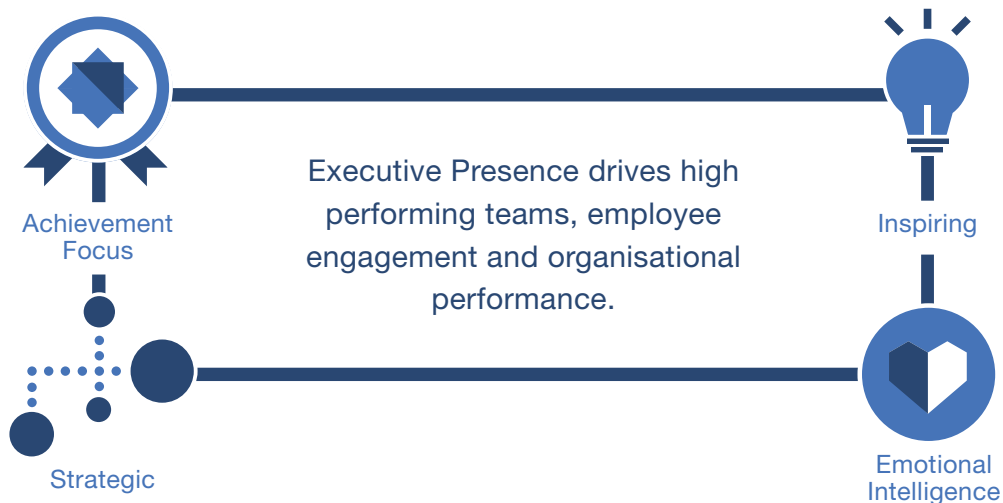 Executive Presence drives high
performing teams, employee
engagement and organisational
performance.
Achievement
Focus
Inspiring
Strategic
Emotional
Intelligence